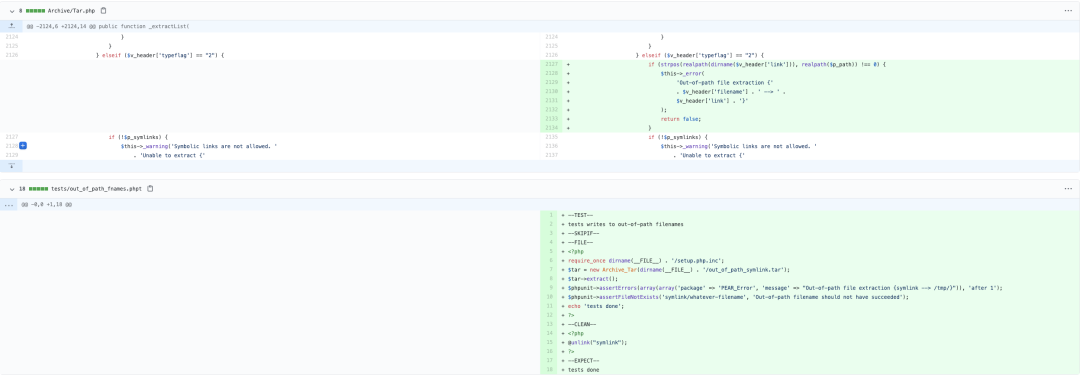 8 Archive/Tar.php
@@ -2124,6 +2124,14 @@ public function _extractList(
2124 }
2125 }
2126 } elseif ($v_header['typeflag'] == "2") {
2127 if (!$p_symlinks) {
2128 $this->_warning('Symbolic links are not allowed. '
2129 . 'Unable to extract {'
2124 }
2125 }
2126 } elseif ($v_header['typeflag'] == "2") {
2127 + if (strpos(realpath(dirname($v_header['link'])), realpath($p_path)) !== 0) {
2128 + $this->_error(
2129 + 'Out-of-path file extraction {'
2130 + . $v_header['filename'] . ' --> ' .
2131 + $v_header['link'] . '}'
2132 + );
2133 + return false;
2134 + }
2135 if (!$p_symlinks) {
2136 $this->_warning('Symbolic links are not allowed. '
2137 . 'Unable to extract {'
18 tests/out_of_path_fnames.phpt
... @@ -0,0 +1,18 @@
1 + --TEST--
2 + tests writes to out-of-path filenames
3 + --SKIPIF--
4 + --FILE--
5 + <?php
6 + require_once dirname(__FILE__) . '/setup.php.inc';
7 + $tar = new Archive_Tar(dirname(__FILE__) . '/out_of_path_symlink.tar');
8 + $tar->extract();
9 + $phpunit->assertErrors(array(array('package' => 'PEAR_Error', 'message' => "Out-of-path file extraction {symlink --> /tmp/}")), 'after 1');
10 + $phpunit->assertFileNotExists('symlink/whatever-filename', 'Out-of-path filename should not have succeeded');
11 + echo 'tests done';
12 + ?>
13 + --CLEAN--
14 + <?php
15 + @unlink("symlink");
16 + ?>
17 + --EXPECT--
18 + tests done